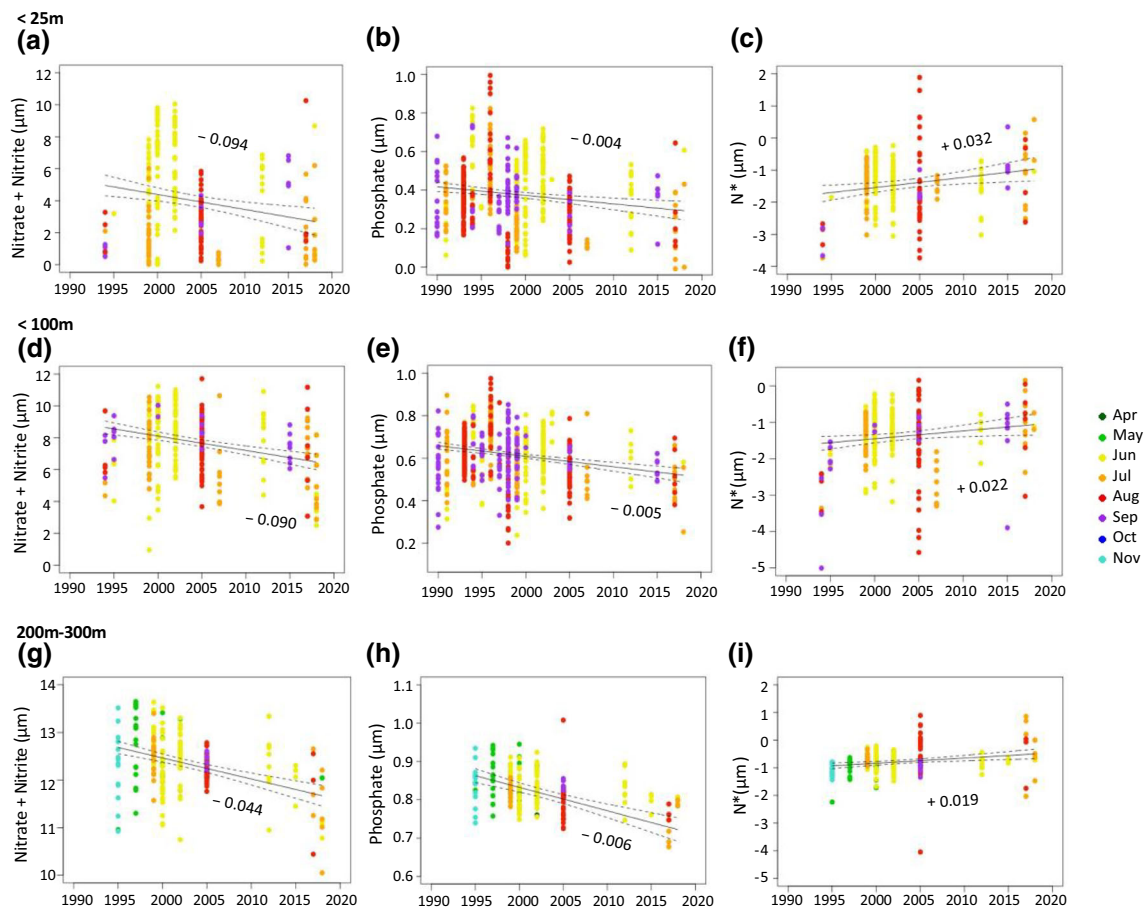 < 25m
(a)
(b)
(c)
Nitrate + Nitrite (µm)
12
10
8
6
4
2
0
− 0.094
1990 1995 2000 2005 2010 2015 2020
Phosphate (µm)
1.0
0.8
0.6
0.4
0.2
0.0
− 0.004
1990 1995 2000 2005 2010 2015 2020
N* (µm)
2
1
-0
-1
-2
-3
-4
+ 0.032
1990 1995 2000 2005 2010 2015 2020
< 100m
(d)
(e)
(f)
Nitrate + Nitrite (µm)
12
10
8
6
4
2
0
− 0.090
1990 1995 2000 2005 2010 2015 2020
Phosphate (µm)
1.0
0.8
0.6
0.4
0.2
− 0.005
1990 1995 2000 2005 2010 2015 2020
N* (µm)
-0
-1
-2
-3
-4
-5
+ 0.022
1990 1995 2000 2005 2010 2015 2020
Apr
May
Jun
Jul
Aug
Sep
Oct
Nov
200m-300m
(g)
(h)
(i)
Nitrate + Nitrite (µm)
14
13
12
11
10
− 0.044
1990 1995 2000 2005 2010 2015 2020
Phosphate (µm)
1.1
1.0
0.9
0.8
0.7
0.6
− 0.006
1990 1995 2000 2005 2010 2015 2020
N* (µm)
2
1
-0
-1
-2
-3
-4
-5
+ 0.019
1990 1995 2000 2005 2010 2015 2020